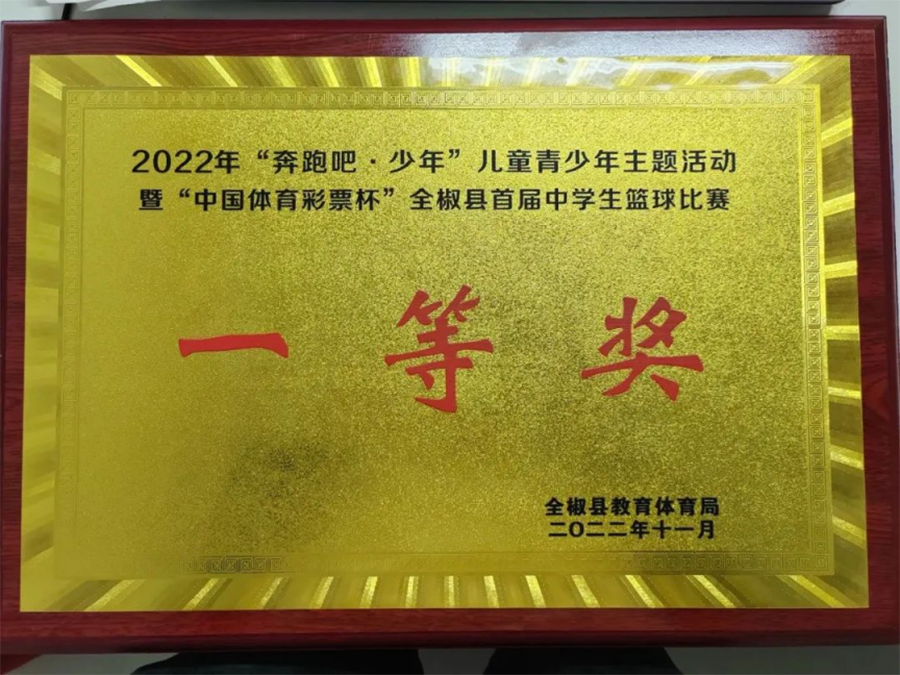 2022年“奔跑吧·少年”儿童青少年主题活动
暨“中国体育彩票杯”全椒县首届中学生篮球比赛
一等奖
全椒县教育体育局
二〇二二年十一月